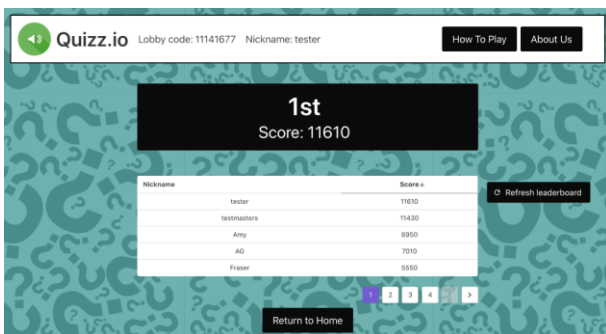 Quizz.io Lobby code: 11141677 Nickname: tester How To Play About Us
1st
Score: 11610
Nickname Score↓
tester 11610
testmasters 11430
Amy 8950
AG 7010
Fraser 5550
Refresh leaderboard
1 2 3 4 >
Return to Home